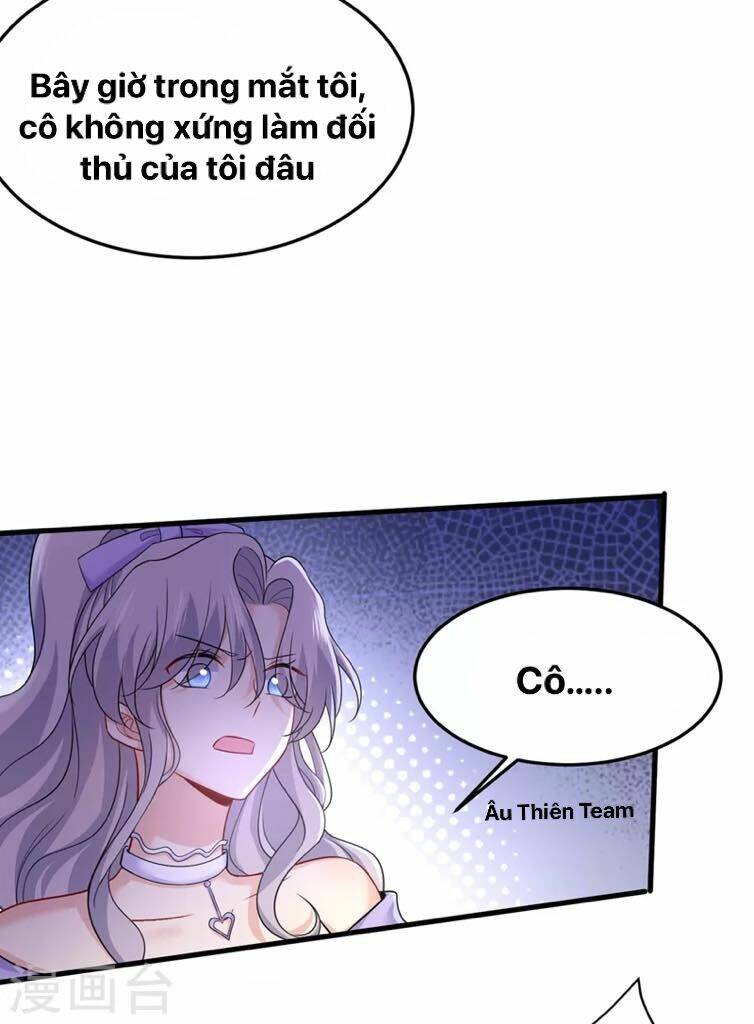 Bây giờ trong mắt tôi,
cô không xứng làm đối
thủ của tôi đâu
Cô.....
Âu Thiên Team
漫画台